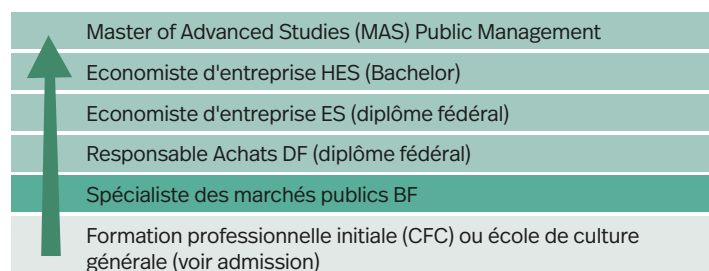 Master of Advanced Studies (MAS) Public Management
Economiste d'entreprise HES (Bachelor)
Economiste d'entreprise ES (diplôme fédéral)
Responsable Achats DF (diplôme fédéral)
Spécialiste des marchés publics BF
Formation professionnelle initiale (CFC) ou école de culture
générale (voir admission)